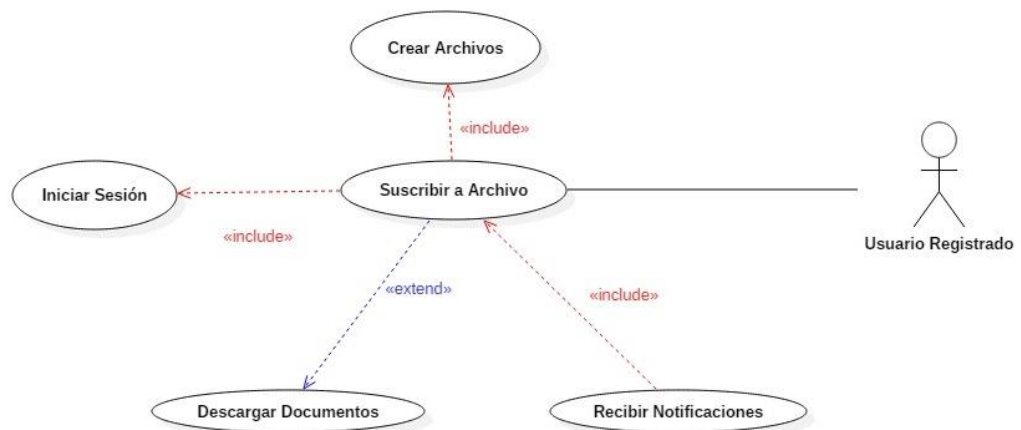 Crear Archivos
«include»
Iniciar Sesión
Suscribir a Archivo
«include»
Usuario Registrado
«extend»
«include»
Descargar Documentos
Recibir Notificaciones